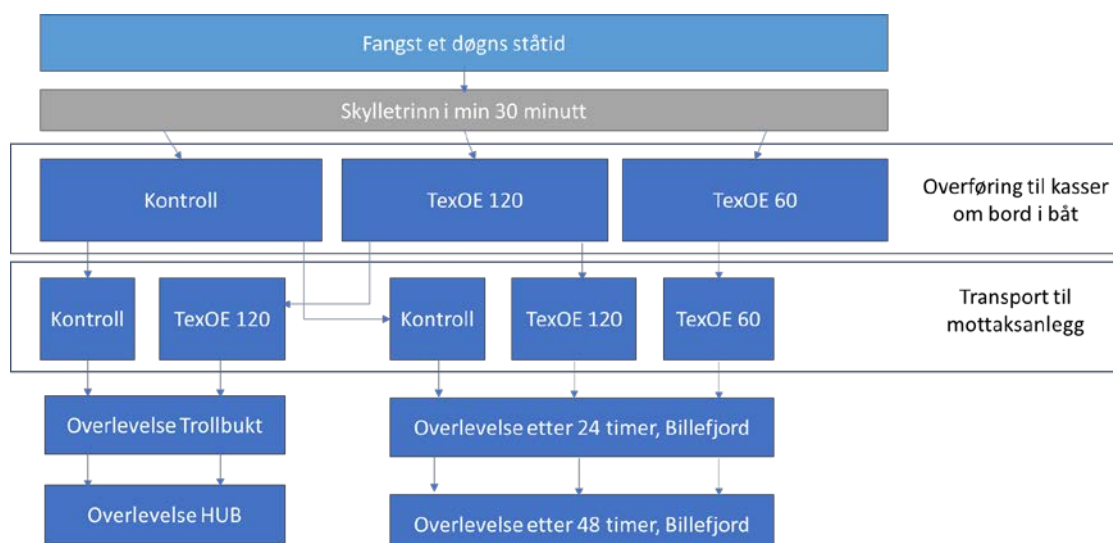 Fangst et døgns ståtid
Skylletrinn i min 30 minutt
Kontroll
TexOE 120
TexOE 60
Overføring til kasser
om bord i båt
Kontroll
TexOE 120
Kontroll
TexOE 120
TexOE 60
Transport til
mottaksanlegg
Overlevelse Trollbukt
Overlevelse etter 24 timer, Billefjord
Overlevelse HUB
Overlevelse etter 48 timer, Billefjord